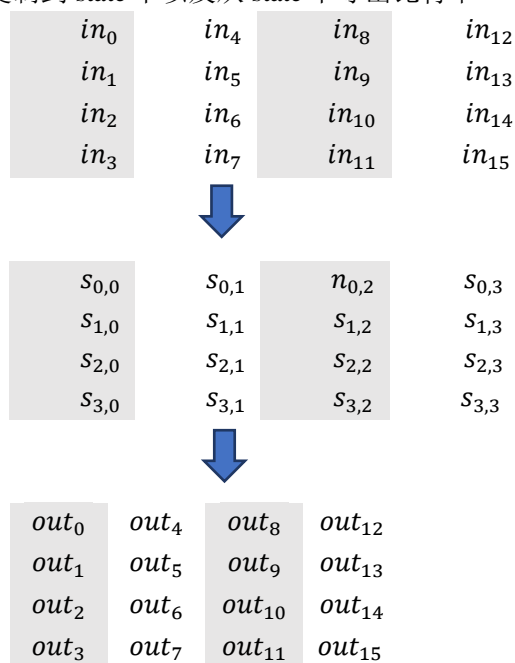 in₀ in₄ in₈ in₁₂
in₁ in₅ in₉ in₁₃
in₂ in₆ in₁₀ in₁₄
in₃ in₇ in₁₁ in₁₅
s₀,₀ s₀,₁ n₀,₂ s₀,₃
s₁,₀ s₁,₁ s₁,₂ s₁,₃
s₂,₀ s₂,₁ s₂,₂ s₂,₃
s₃,₀ s₃,₁ s₃,₂ s₃,₃
out₀ out₄ out₈ out₁₂
out₁ out₅ out₉ out₁₃
out₂ out₆ out₁₀ out₁₄
out₃ out₇ out₁₁ out₁₅